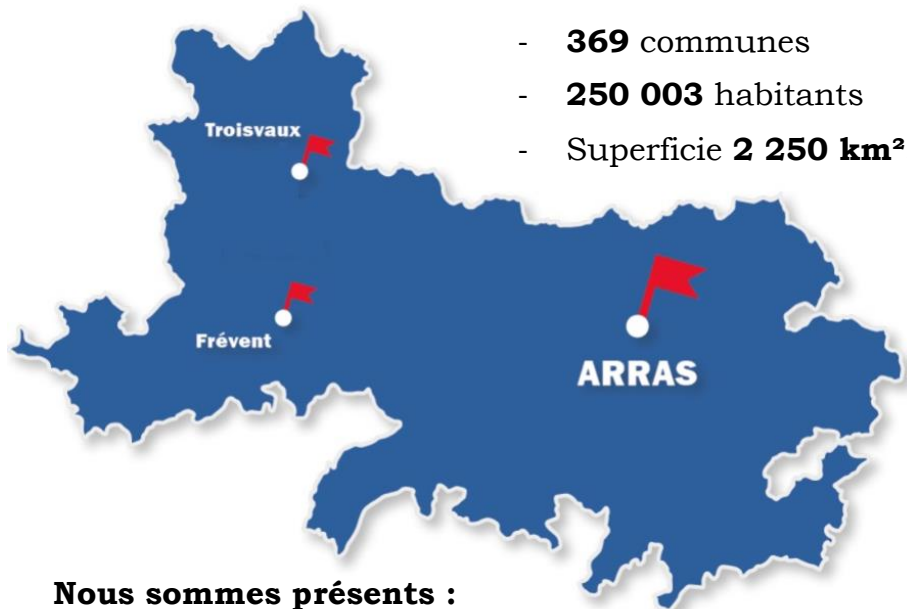 - 369 communes
- 250 003 habitants
- Superficie 2 250 km²
Troisvaux
Frévent
ARRAS
Nous sommes présents :